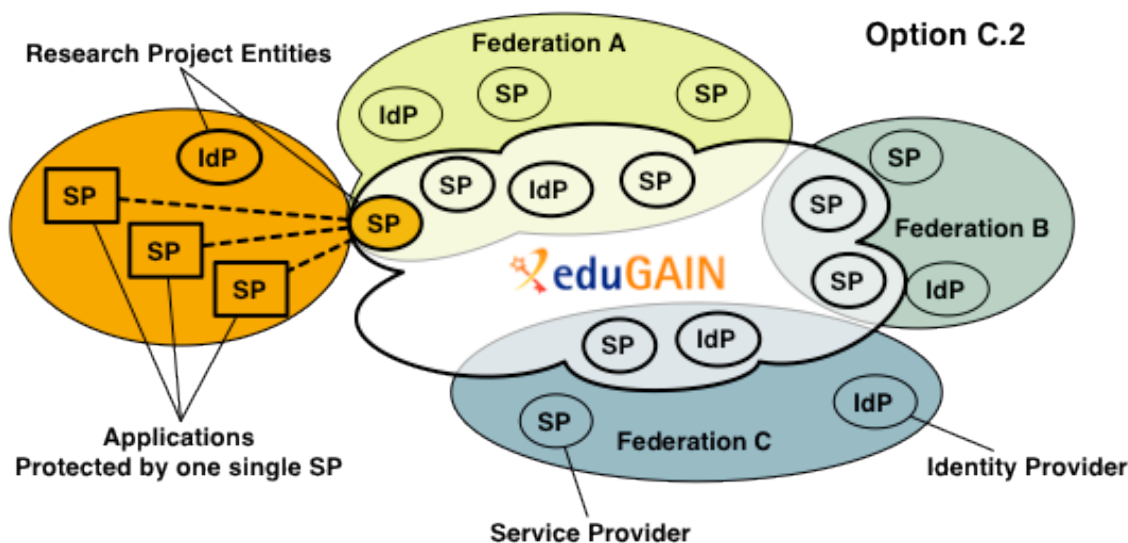 Option C.2
Research Project Entities
Federation A
SP
SP
IdP
IdP
SP
SP
SP
IdP
SP
SP
SP
SP
SP
Federation B
SP
IdP
SP
eduGAIN
SP
IdP
SP
IdP
Federation C
Applications
Protected by one single SP
Identity Provider
Service Provider